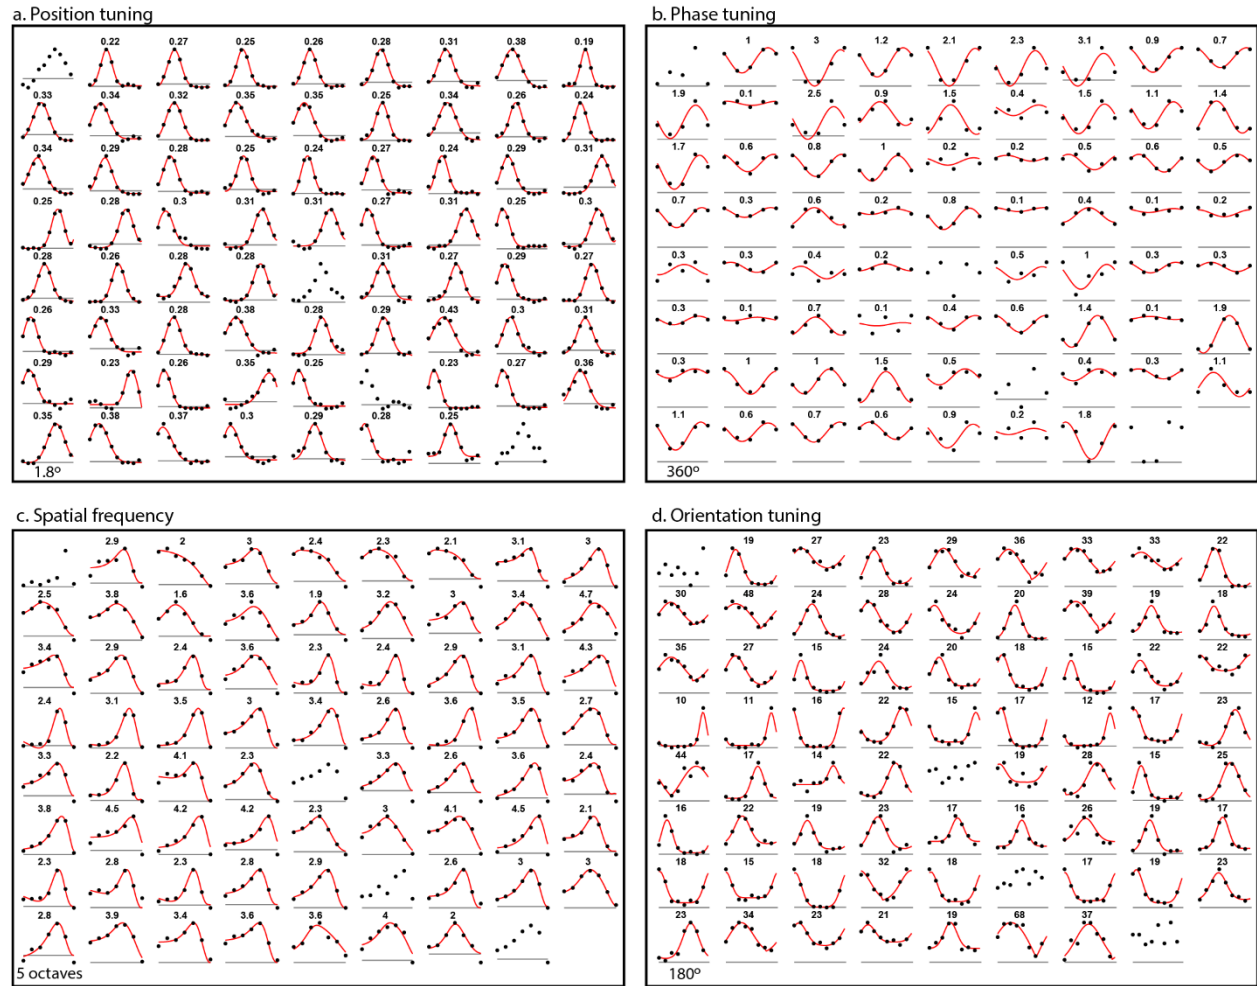 a. Position tuning
0.22 0.27 0.25 0.26 0.28 0.31 0.38 0.19
0.33 0.34 0.32 0.35 0.35 0.25 0.34 0.26 0.24
0.34 0.29 0.28 0.25 0.24 0.27 0.24 0.29 0.31
0.25 0.28 0.3 0.31 0.31 0.27 0.31 0.25 0.3
0.28 0.26 0.28 0.28 0.31 0.27 0.29 0.27
0.26 0.33 0.28 0.38 0.28 0.29 0.43 0.3 0.31
0.29 0.23 0.26 0.35 0.25 0.23 0.27 0.36
0.35 0.38 0.37 0.3 0.29 0.28 0.25
1.8º
b. Phase tuning
1 3 1.2 2.1 2.3 3.1 0.9 0.7
1.9 0.1 2.5 0.9 1.5 0.4 1.5 1.1 1.4
1.7 0.6 0.8 1 0.2 0.2 0.5 0.6 0.5
0.7 0.3 0.6 0.2 0.8 0.1 0.4 0.1 0.2
0.3 0.3 0.4 0.2 0.5 1 0.3 0.3
0.3 0.1 0.7 0.1 0.4 0.6 1.4 0.1 1.9
0.3 1 1 1.5 0.5 0.4 0.3 1.1
1.1 0.6 0.7 0.6 0.9 0.2 1.8
360º
c. Spatial frequency
2.9 2 3 2.4 2.3 2.1 3.1 3
2.5 3.8 1.6 3.6 1.9 3.2 3 3.4 4.7
3.4 2.9 2.4 3.6 2.3 2.4 2.9 3.1 4.3
2.4 3.1 3.5 3 3.4 2.6 3.6 3.5 2.7
3.3 2.2 4.1 2.3 3.3 2.6 3.6 2.4
3.8 4.5 4.2 4.2 2.3 3 4.1 4.5 2.1
2.3 2.8 2.3 2.8 2.9 2.6 3 3
2.8 3.9 3.4 3.6 3.6 4 2
5 octaves
d. Orientation tuning
19 27 23 29 36 33 33 22
30 48 24 28 24 20 39 19 18
35 27 15 24 20 18 15 22 22
10 11 16 22 15 17 12 17 23
44 17 14 22 19 28 15 25
16 22 19 23 17 16 26 19 17
18 15 18 32 18 17 19 23
23 34 23 21 19 68 37
180º